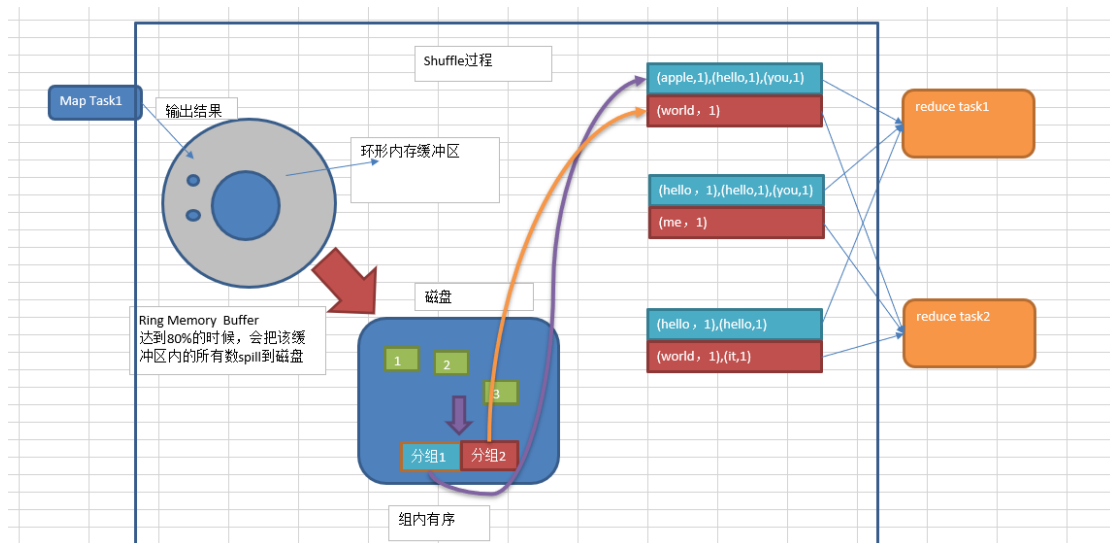 Shuffle过程
Map Task1
输出结果
环形内存缓冲区
Ring Memory Buffer
达到80%的时候，会把该缓
冲区内的所有数spill到磁盘
磁盘
1
2
3
分组1
分组2
组内有序
(apple,1),(hello,1),(you,1)
(world，1)
(hello，1),(hello,1),(you,1)
(me，1)
(hello，1),(hello,1)
(world，1),(it,1)
reduce task1
reduce task2